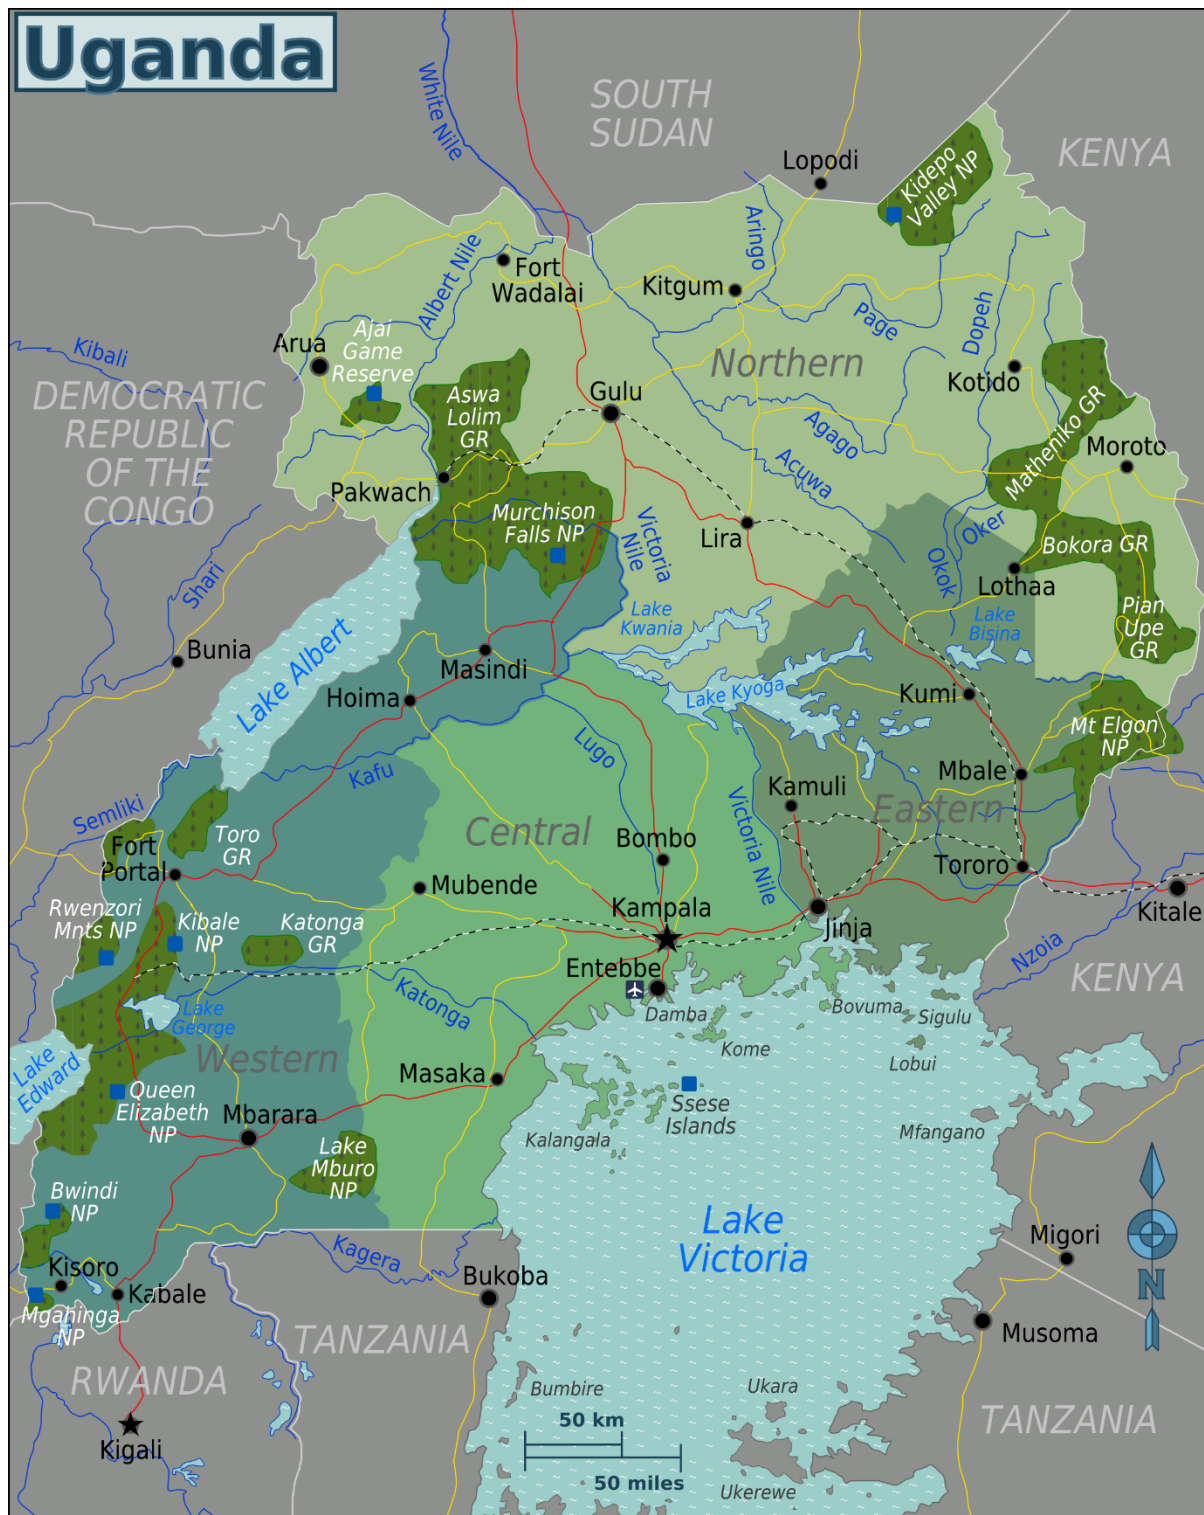 Uganda
SOUTH
SUDAN
KENYA
White Nile
Lopodi
Kidepo
Valley NP
Aringo
Albert Nile
Fort
Wadalai
Kitgum
Page
Dopeh
Kibali
Arua
Ajai
Game
Reserve
Northern
Kotido
DEMOCRATIC
REPUBLIC
OF THE
CONGO
Aswa
Lolim
GR
Gulu
Agago
Matheniko GR
Moroto
Acuwa
Pakwach
Murchison
Falls NP
Victoria
Nile
Lira
Oker
Bokora GR
Okok
Lothaa
Shari
Lake
Kwania
Lake
Bisina
Pian
Upe
GR
Bunia
Lake Albert
Masindi
Hoima
Lake Kyoga
Kumi
Mt Elgon
NP
Lugo
Kafu
Mbale
Kamuli
Victoria Nile
Eastern
Semliki
Toro
GR
Central
Bombo
Fort
Portal
Tororo
Mubende
Kitale
Rwenzori
Mnts NP
Kibale
NP
Katonga
GR
Kampala
Jinja
Nzoia
Entebbe
KENYA
Katonga
Lake
George
Damba
Bovuma
Sigulu
Kome
Lobui
Lake
Edward
Western
Masaka
Queen
Elizabeth
NP
Ssese
Islands
Mbarara
Kalangala
Mfangano
Lake
Mburo
NP
Bwindi
NP
Lake
Victoria
Kagera
Migori
Kisoro
Bukoba
N
Kabale
Mgahinga
NP
TANZANIA
Musoma
RWANDA
Bumbire
Ukara
TANZANIA
50 km
Kigali
50 miles
Ukerewe